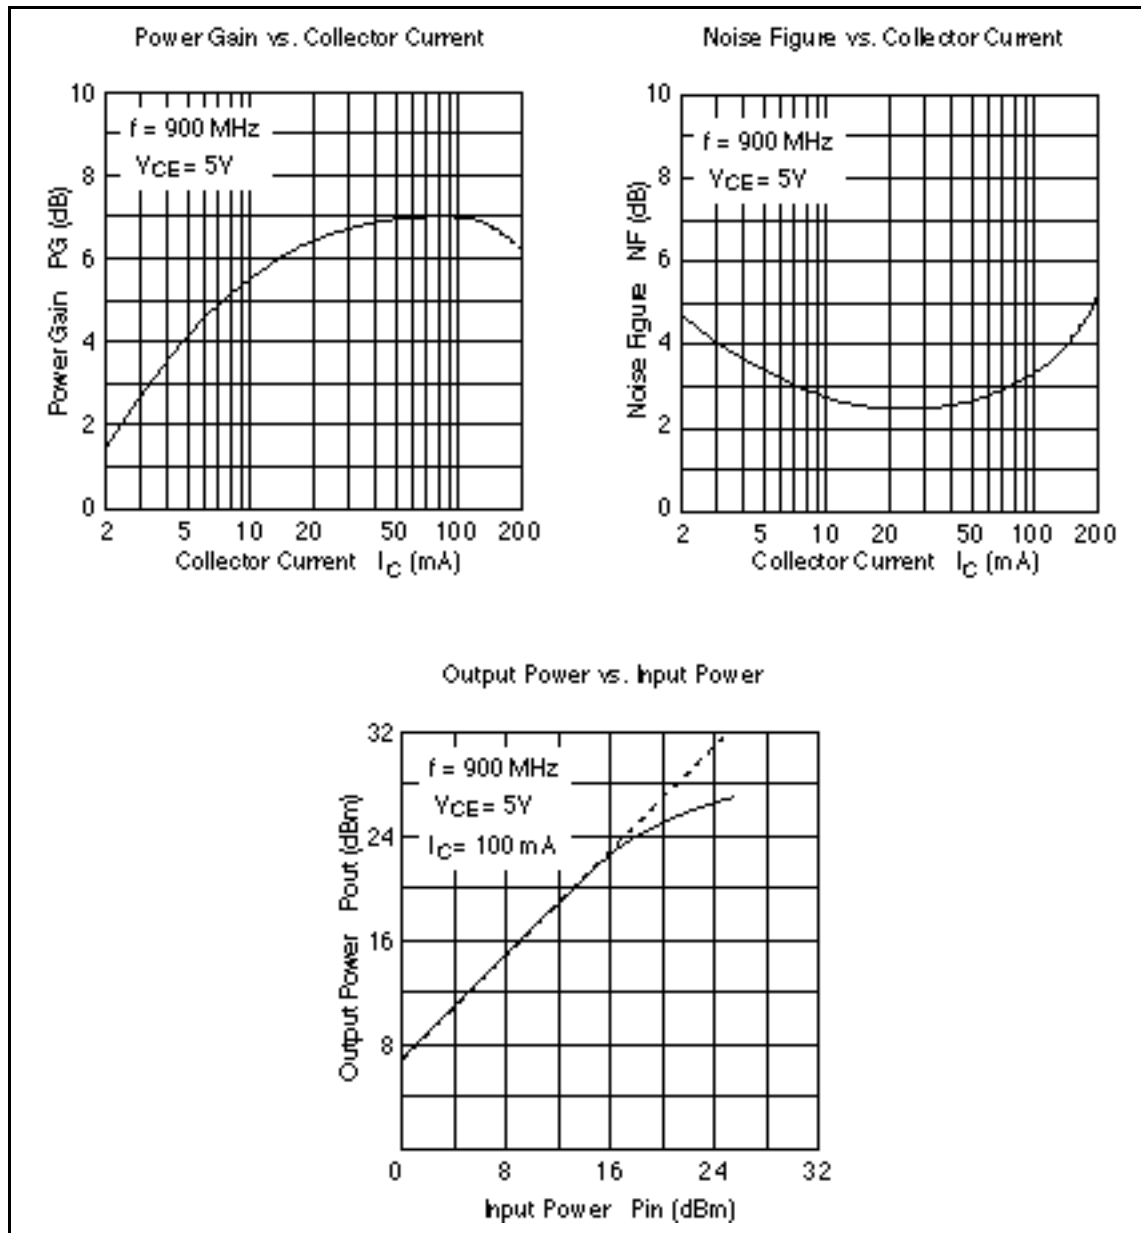 Power Gain vs. Collector Current
10
8
6
4
2
0
f = 900 MHz
VCE = 5V
Power Gain PG (dB)
2 5 10 20 50 100 200
Collector Current IC (mA)
Noise Figure vs. Collector Current
10
8
6
4
2
0
f = 900 MHz
VCE = 5V
Noise Figure NF (dB)
2 5 10 20 50 100 200
Collector Current IC (mA)
Output Power vs. Input Power
32
24
16
8
f = 900 MHz
VCE = 5V
IC = 100 mA
Output Power Pout (dBm)
0 8 16 24 32
Input Power Pin (dBm)